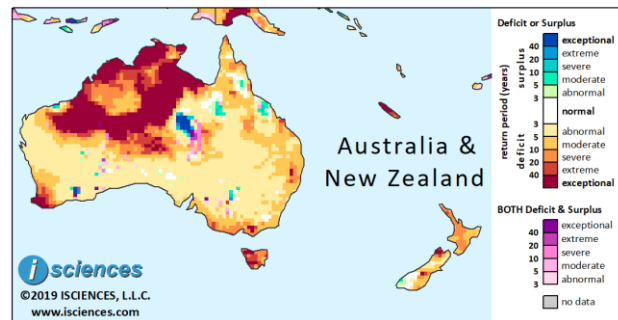 Australia &
New Zealand
i sciences
©2019 ISCIENCES, L.L.C.
www.isciences.com
Deficit or Surplus
return period (years)
surplus
deficit
exceptional
40
extreme
20
severe
10
moderate
5
abnormal
3
normal
3
abnormal
5
moderate
10
severe
20
extreme
40
exceptional
BOTH Deficit & Surplus
exceptional
40
extreme
20
severe
10
moderate
5
abnormal
3
no data